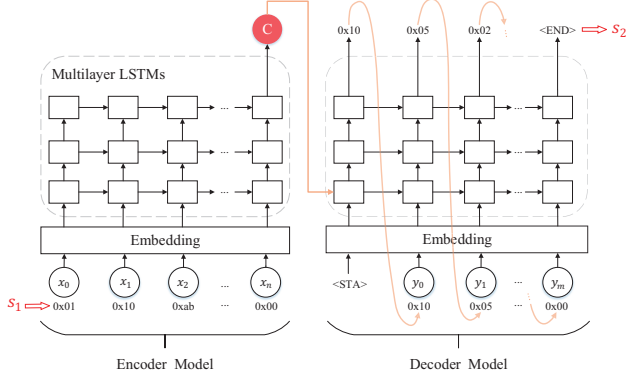 C
0x10 0x05 0x02 ... <END> S₂
Multilayer LSTMs
...
...
...
...
...
...
Embedding
Embedding
x₀ x₁ x₂ ... xₙ
<STA> y₀ y₁ ... yₘ
S₁ 0x01 0x10 0xab ... 0x00
0x10 0x05 ... 0x00
Encoder Model
Decoder Model